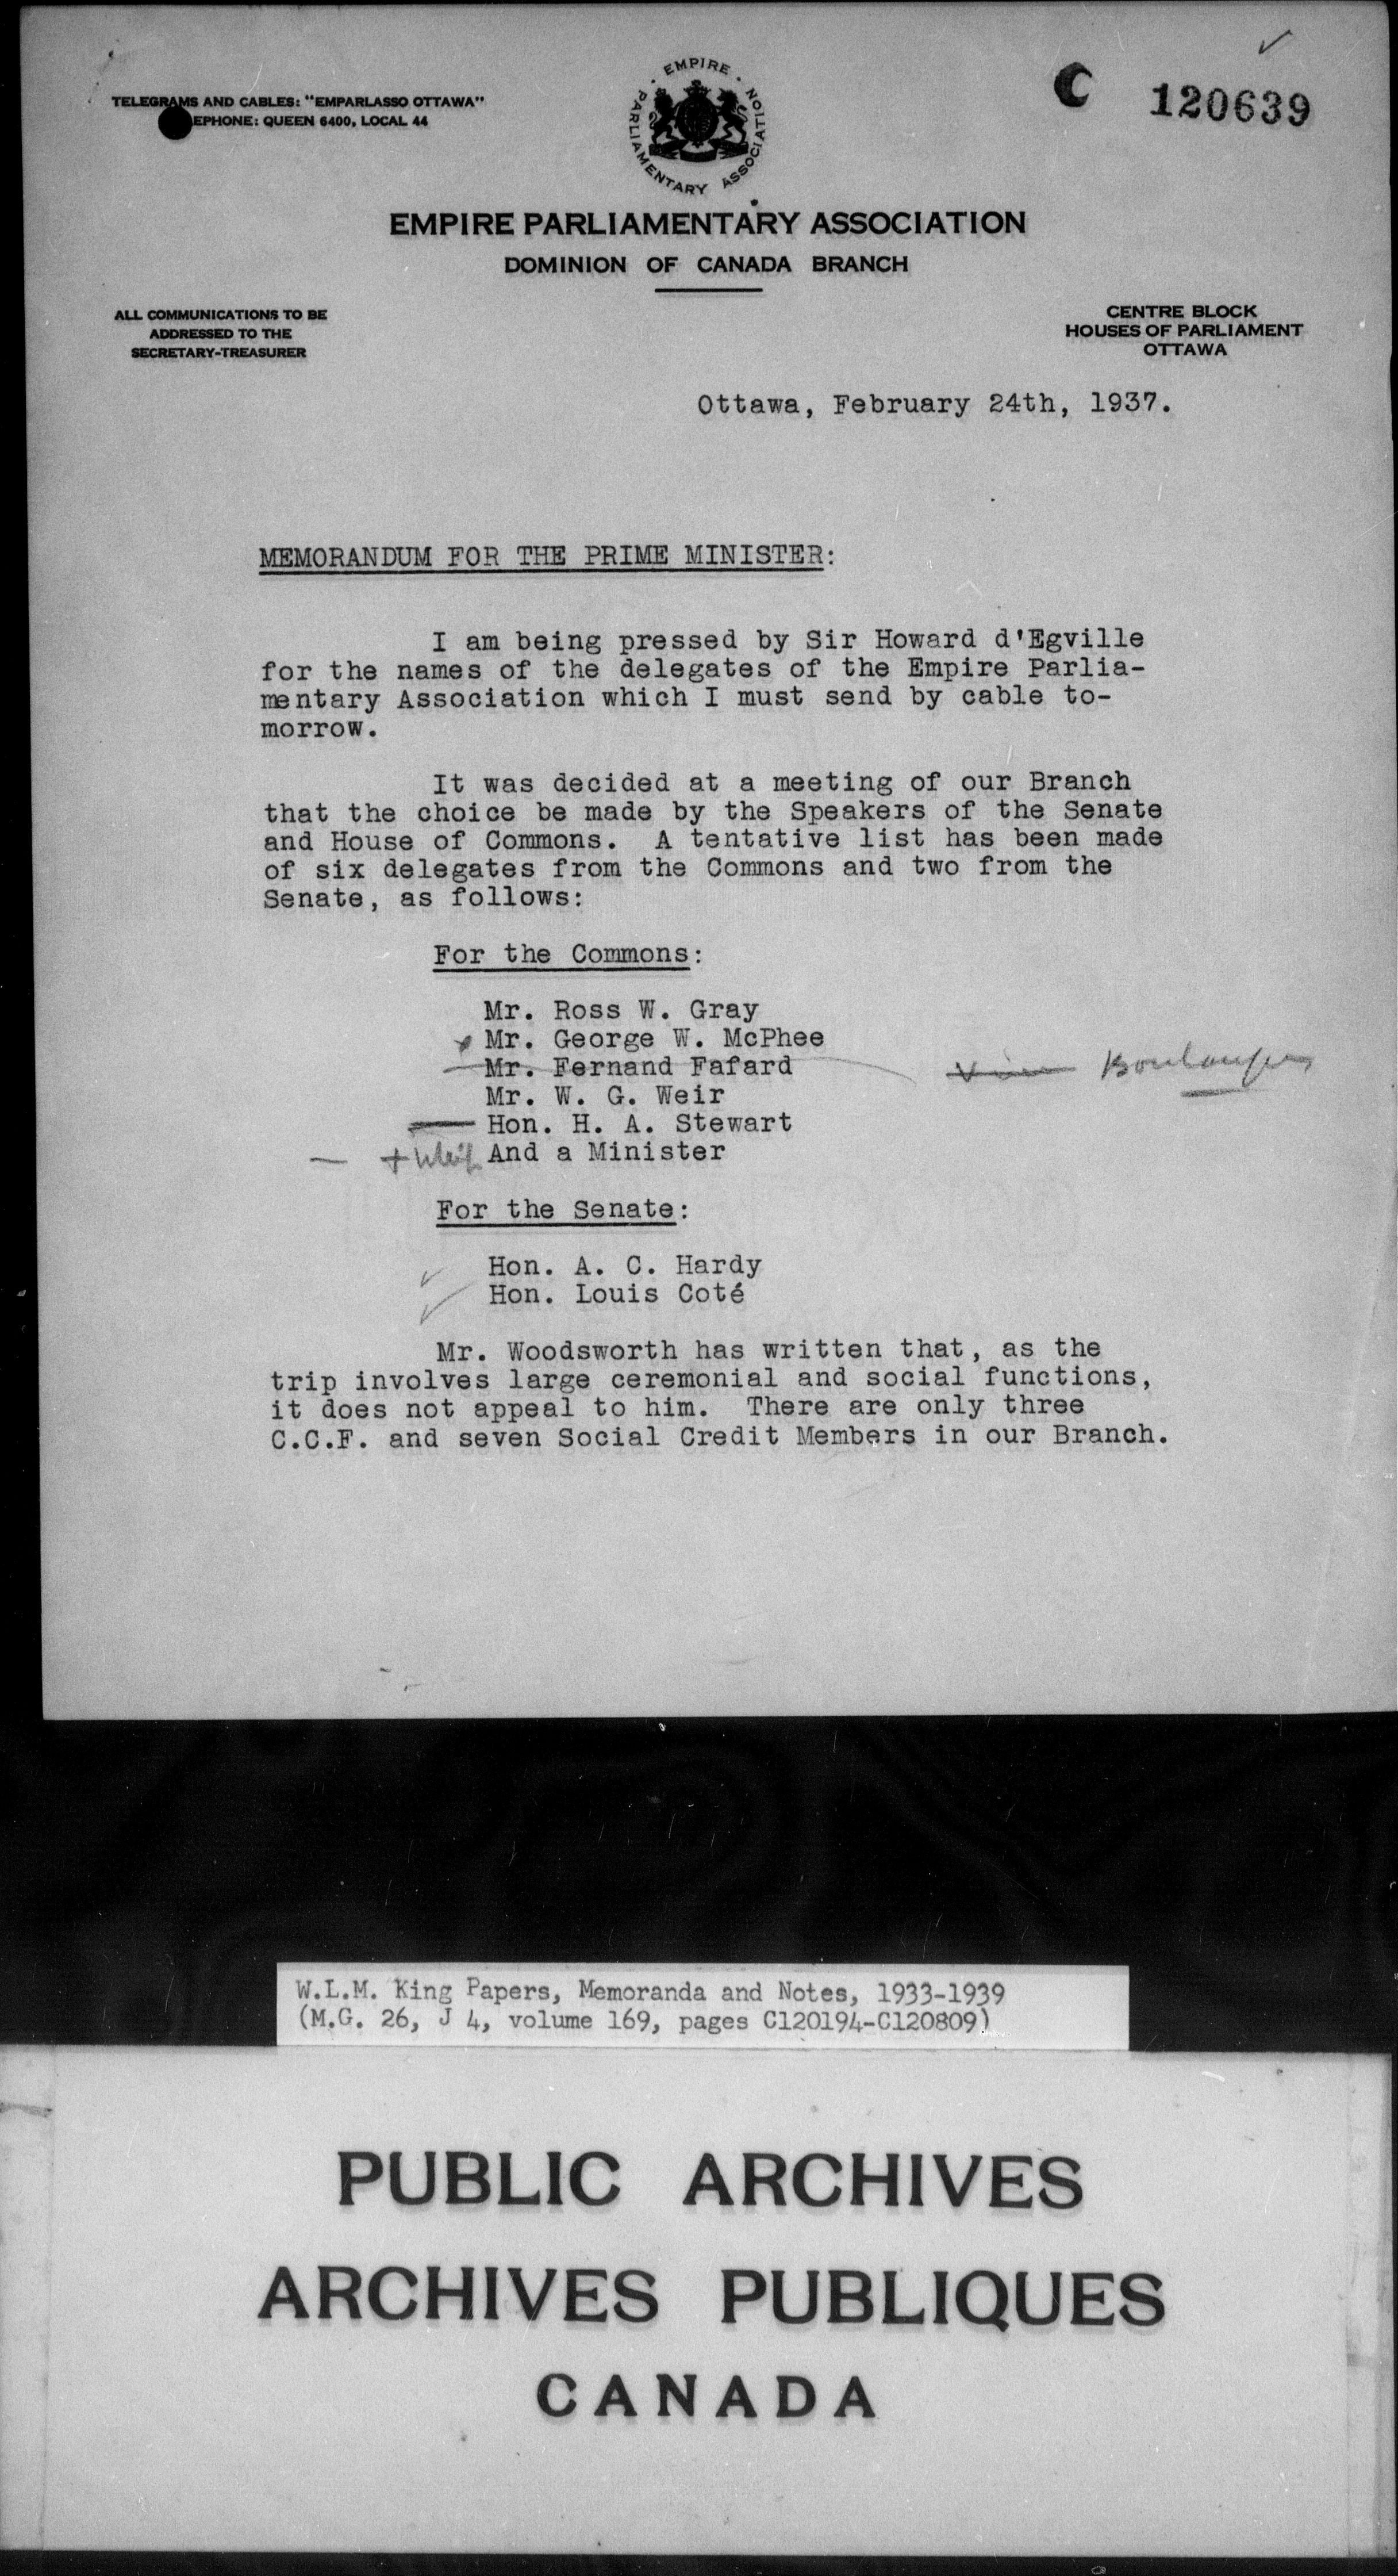 C 120639
TELEGRAMS AND CABLES: "EMPARLASSO OTTAWA"
EPHONE: QUEEN 6400, LOCAL 44
EMPIRE PARLIAMENTARY ASSOCIATION
EMPIRE PARLIAMENTARY ASSOCIATION
DOMINION OF CANADA BRANCH
ALL COMMUNICATIONS TO BE
ADDRESSED TO THE
SECRETARY-TREASURER
CENTRE BLOCK
HOUSES OF PARLIAMENT
OTTAWA
Ottawa, February 24th, 1937.
MEMORANDUM FOR THE PRIME MINISTER:
I am being pressed by Sir Howard d'Egville
for the names of the delegates of the Empire Parlia-
mentary Association which I must send by cable to-
morrow.
It was decided at a meeting of our Branch
that the choice be made by the Speakers of the Senate
and House of Commons. A tentative list has been made
of six delegates from the Commons and two from the
Senate, as follows:
For the Commons:
Mr. Ross W. Gray
Mr. George W. McPhee
Mr. Fernand Fafard
Boulanger
Mr. W. G. Weir
Hon. H. A. Stewart
And a Minister
For the Senate:
Hon. A. C. Hardy
Hon. Louis Coté
Mr. Woodsworth has written that, as the
trip involves large ceremonial and social functions,
it does not appeal to him. There are only three
C.C.F. and seven Social Credit Members in our Branch.
W.L.M. King Papers, Memoranda and Notes, 1933-1939
(M.G. 26, J 4, volume 169, pages C120194-C120809)
PUBLIC ARCHIVES
ARCHIVES PUBLIQUES
CANADA